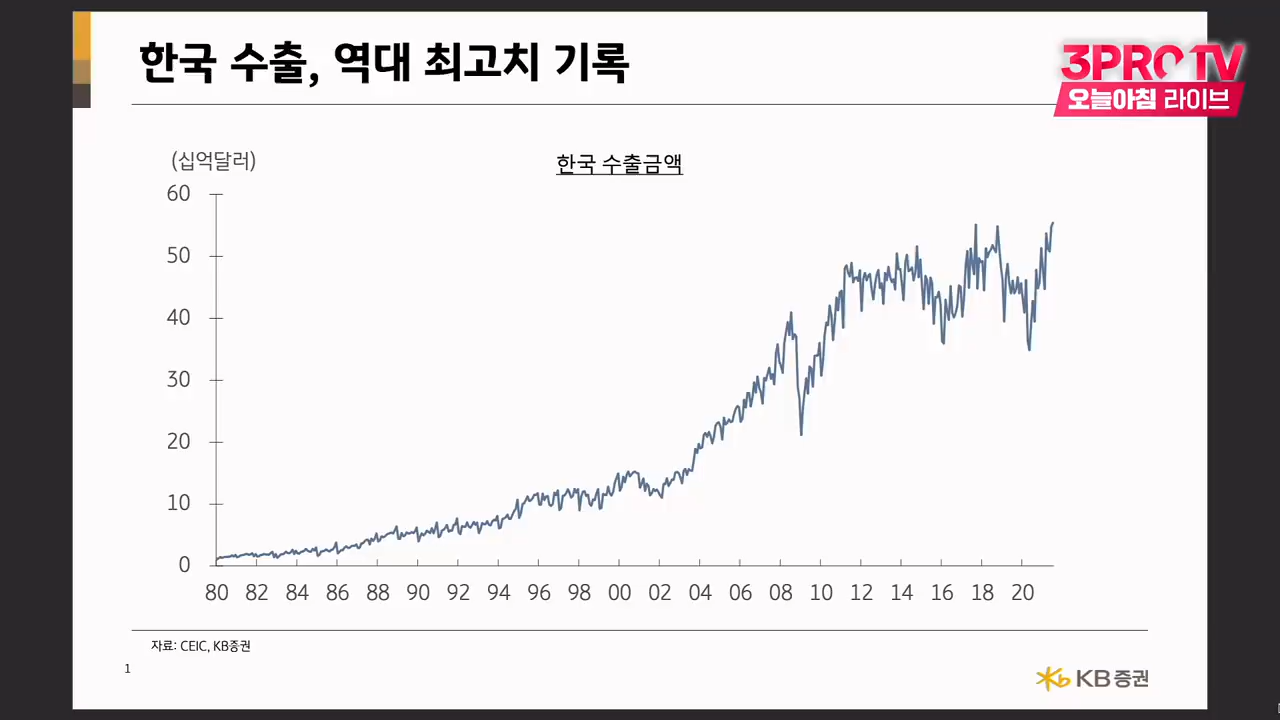 한국 수출, 역대 최고치 기록
3PRO TV
오늘아침 라이브
(십억달러)
한국 수출금액
60
50
40
30
20
10
0
80 82 84 86 88 90 92 94 96 98 00 02 04 06 08 10 12 14 16 18 20
자료: CEIC, KB증권
1
KB증권